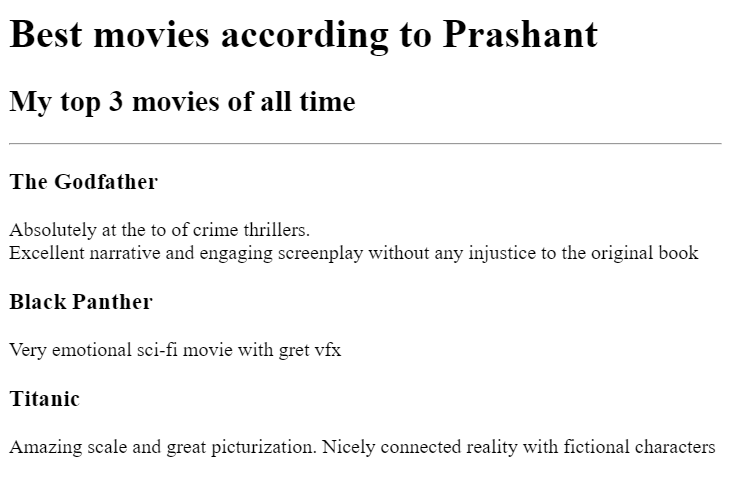 Best movies according to Prashant
My top 3 movies of all time
The Godfather
Absolutely at the to of crime thrillers.
Excellent narrative and engaging screenplay without any injustice to the original book
Black Panther
Very emotional sci-fi movie with gret vfx
Titanic
Amazing scale and great picturization. Nicely connected reality with fictional characters